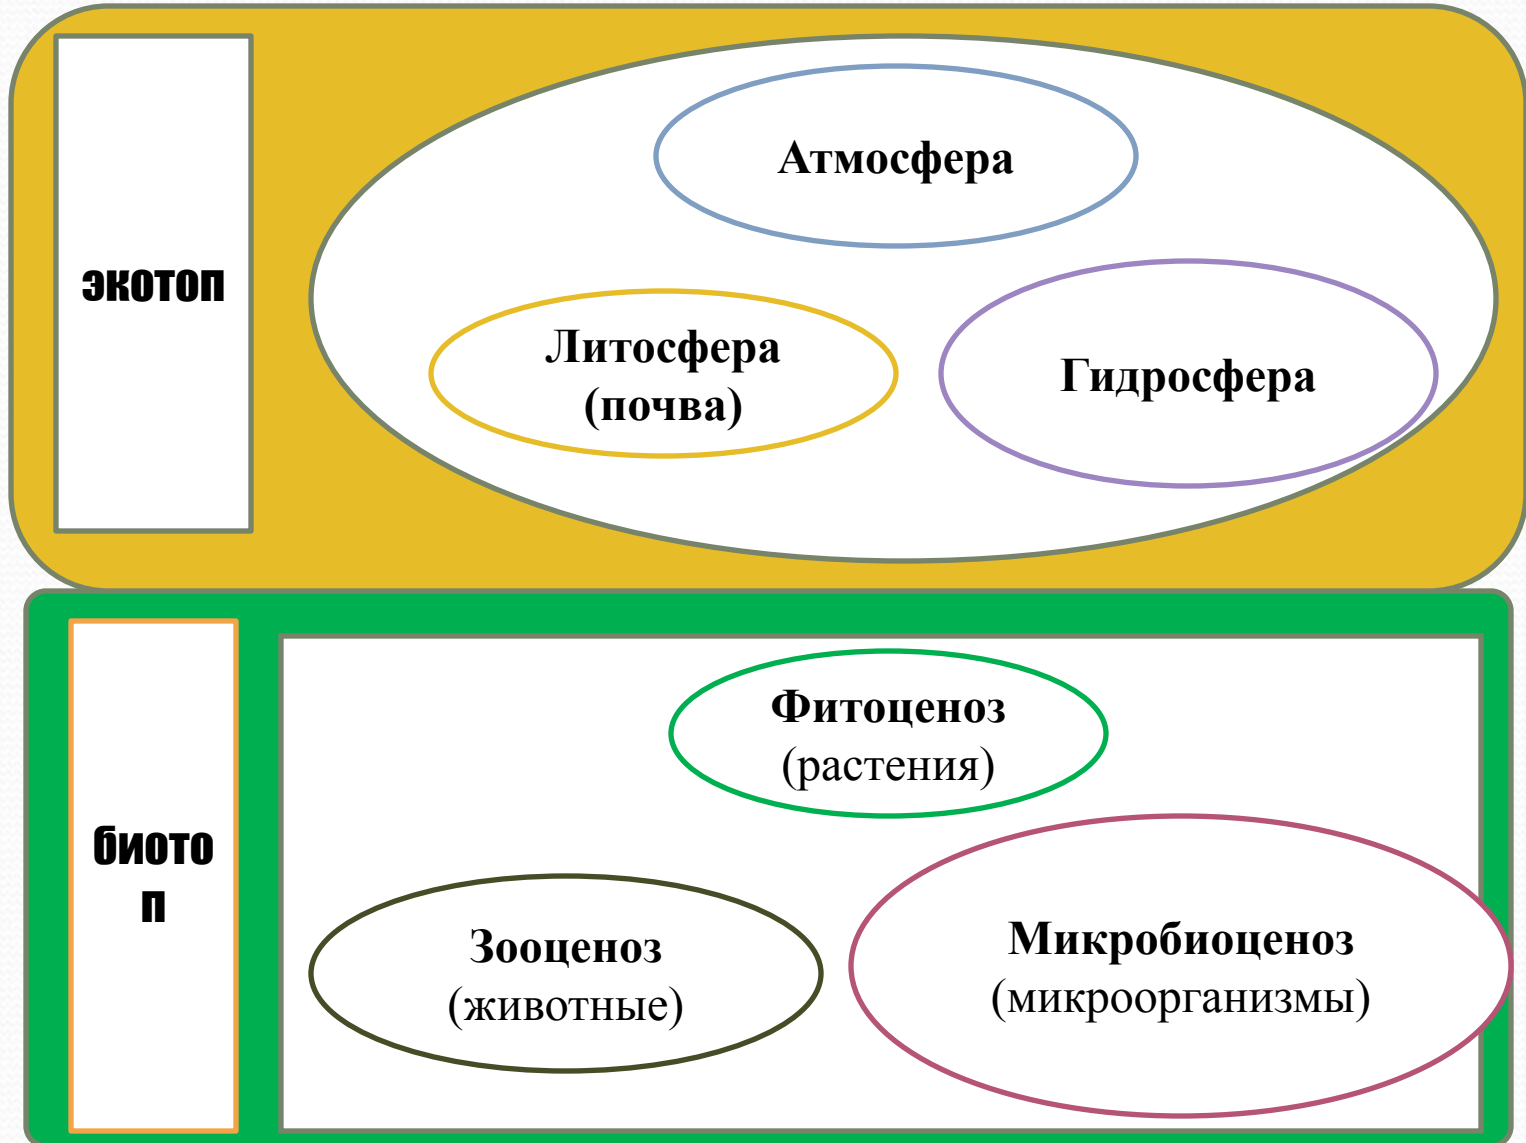 экотоп
Атмосфера
Литосфера
(почва)
Гидросфера
биото
п
Фитоценоз
(растения)
Зооценоз
(животные)
Микробиоценоз
(микроорганизмы)